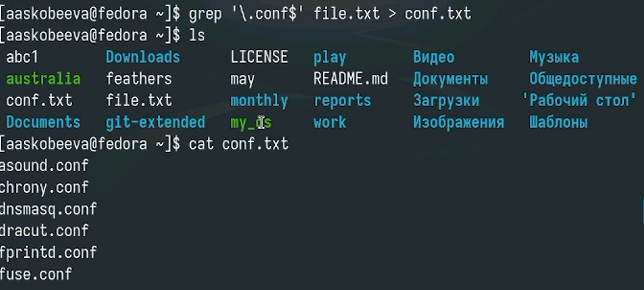 [aaskobeeva@fedora ~]$ grep '\.conf$' file.txt > conf.txt
[aaskobeeva@fedora ~]$ ls
abc1 Downloads LICENSE play Видео Музыка
australia feathers may README.md Документы Общедоступные
conf.txt file.txt monthly reports Загрузки 'Рабочий стол'
Documents git-extended my_os work Изображения Шаблоны
[aaskobeeva@fedora ~]$ cat conf.txt
asound.conf
chrony.conf
dnsmasq.conf
dracut.conf
fprintd.conf
fuse.conf